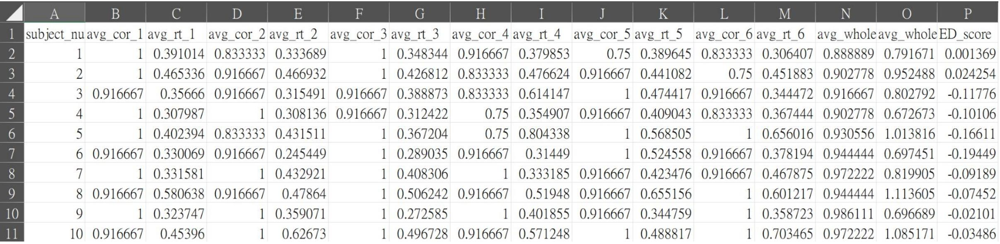 A B C D E F G H I J K L M N O P
1 subject_nu avg_cor_1 avg_rt_1 avg_cor_2 avg_rt_2 avg_cor_3 avg_rt_3 avg_cor_4 avg_rt_4 avg_cor_5 avg_rt_5 avg_cor_6 avg_rt_6 avg_whole avg_whole ED_score
2 1 1 0.391014 0.833333 0.333689 1 0.348344 0.916667 0.379853 0.75 0.389645 0.833333 0.306407 0.888889 0.791671 0.001369
3 2 1 0.465336 0.916667 0.466932 1 0.426812 0.833333 0.476624 0.916667 0.441082 0.75 0.451883 0.902778 0.952488 0.024254
4 3 0.916667 0.35666 0.916667 0.315491 0.916667 0.388873 0.833333 0.614147 1 0.474417 0.916667 0.344472 0.916667 0.802792 -0.11776
5 4 1 0.307987 1 0.308136 0.916667 0.312422 0.75 0.354907 0.916667 0.409043 0.833333 0.367444 0.902778 0.672673 -0.10106
6 5 1 0.402394 0.833333 0.431511 1 0.367204 0.75 0.804338 1 0.568505 1 0.656016 0.930556 1.013816 -0.16611
7 6 0.916667 0.330069 0.916667 0.245449 1 0.289035 0.916667 0.31449 1 0.524558 0.916667 0.378194 0.944444 0.697451 -0.19449
8 7 1 0.331581 1 0.432921 1 0.408306 1 0.333185 0.916667 0.423476 0.916667 0.467875 0.972222 0.819905 -0.09189
9 8 0.916667 0.580638 0.916667 0.47864 1 0.506242 0.916667 0.51948 0.916667 0.655156 1 0.601217 0.944444 1.113605 -0.07452
10 9 1 0.323747 1 0.359071 1 0.272585 1 0.401855 0.916667 0.344759 1 0.358723 0.986111 0.696689 -0.02101
11 10 0.916667 0.45396 1 0.62673 1 0.496728 0.916667 0.571248 1 0.488817 1 0.703465 0.972222 1.085171 -0.03486